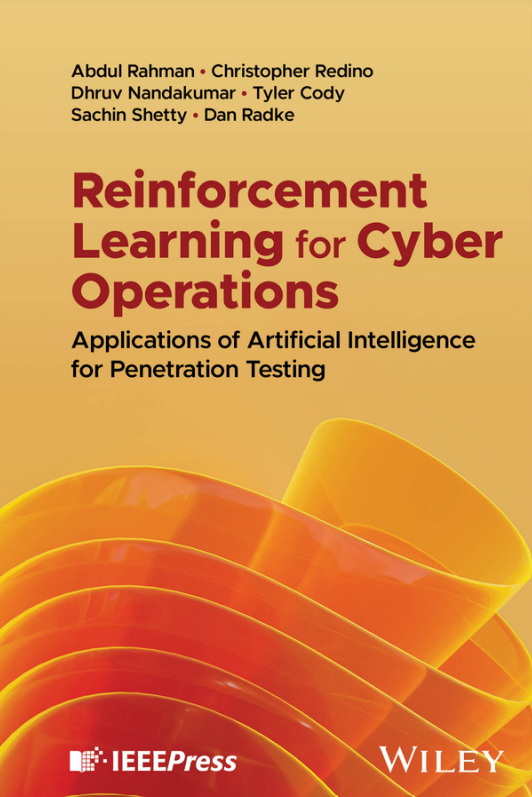 Abdul Rahman • Christopher Redino
Dhruv Nandakumar • Tyler Cody
Sachin Shetty • Dan Radke
Reinforcement
Learning for Cyber
Operations
Applications of Artificial Intelligence
for Penetration Testing
IEEEPress
WILEY